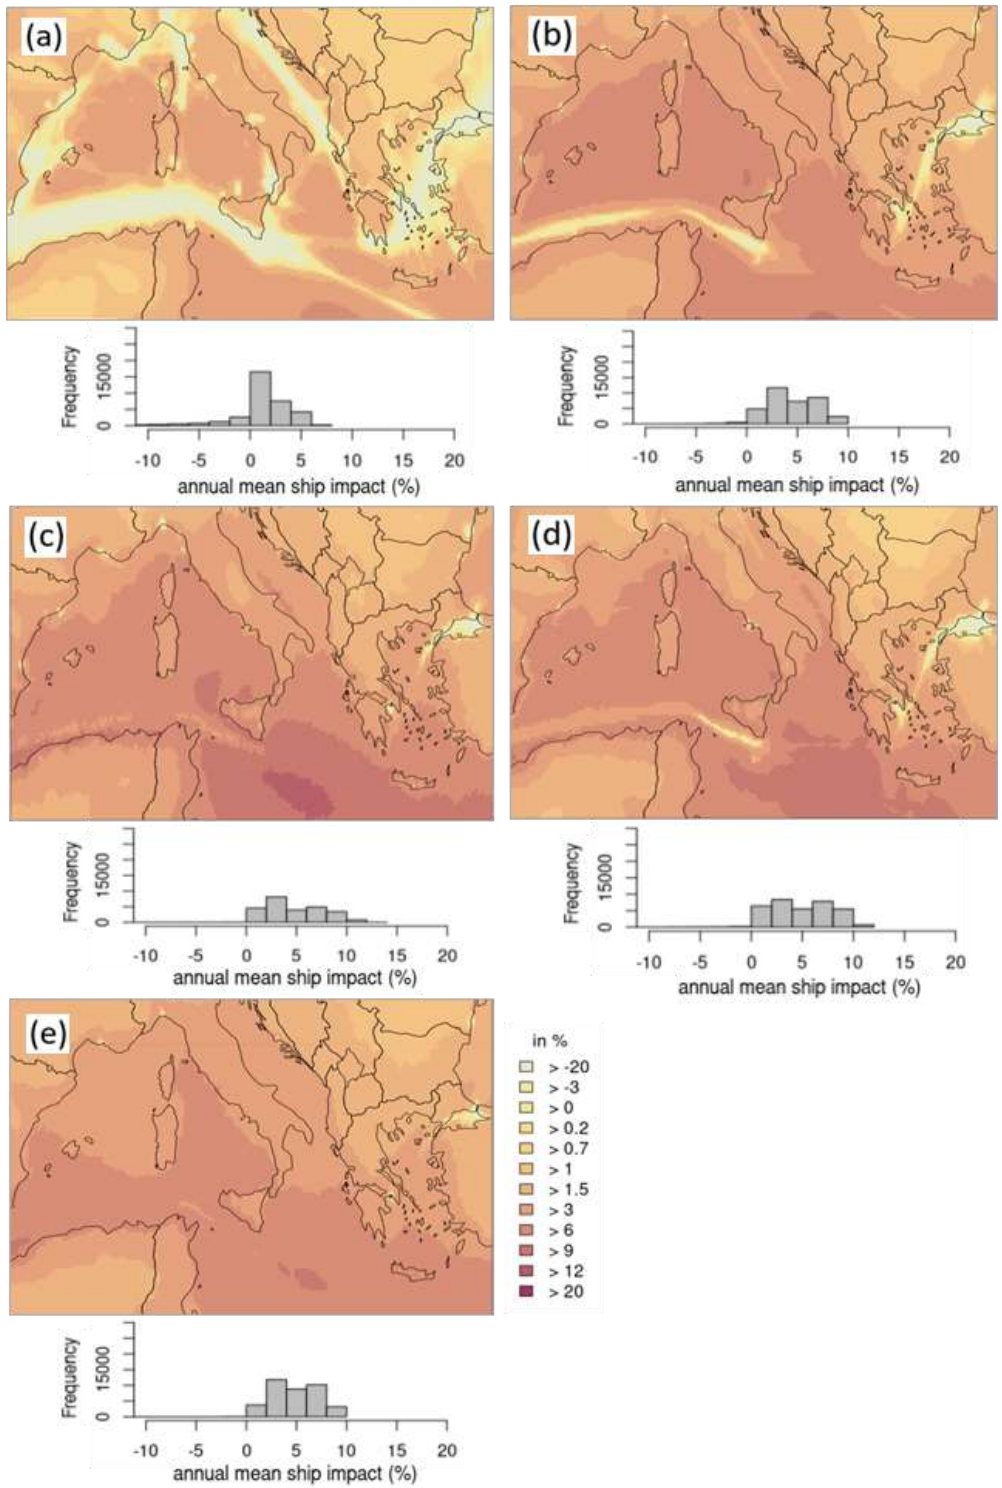 (a)
(b)
Frequency
0 15000
-10 -5 0 5 10 15 20
annual mean ship impact (%)
Frequency
0 15000
-10 -5 0 5 10 15 20
annual mean ship impact (%)
(c)
(d)
Frequency
0 15000
-10 -5 0 5 10 15 20
annual mean ship impact (%)
Frequency
0 15000
-10 -5 0 5 10 15 20
annual mean ship impact (%)
(e)
in %
> -20
> -3
> 0
> 0.2
> 0.7
> 1
> 1.5
> 3
> 6
> 9
> 12
> 20
Frequency
0 15000
-10 -5 0 5 10 15 20
annual mean ship impact (%)